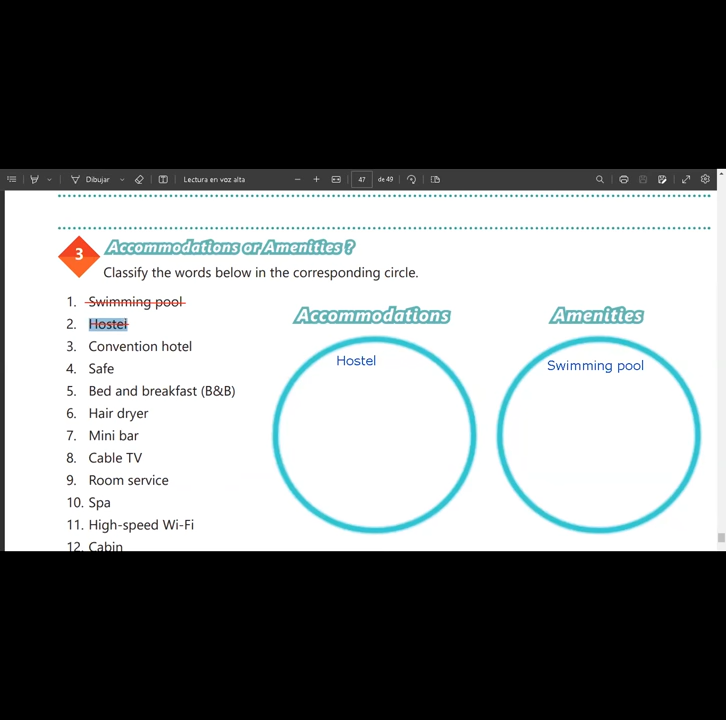 Dibujar
Lectura en voz alta
47
de 49
3
Accommodations or Amenities ?
Classify the words below in the corresponding circle.
1. Swimming pool
2. Hostel
3. Convention hotel
4. Safe
5. Bed and breakfast (B&B)
6. Hair dryer
7. Mini bar
8. Cable TV
9. Room service
10. Spa
11. High-speed Wi-Fi
12. Cabin
Accommodations
Hostel
Amenities
Swimming pool